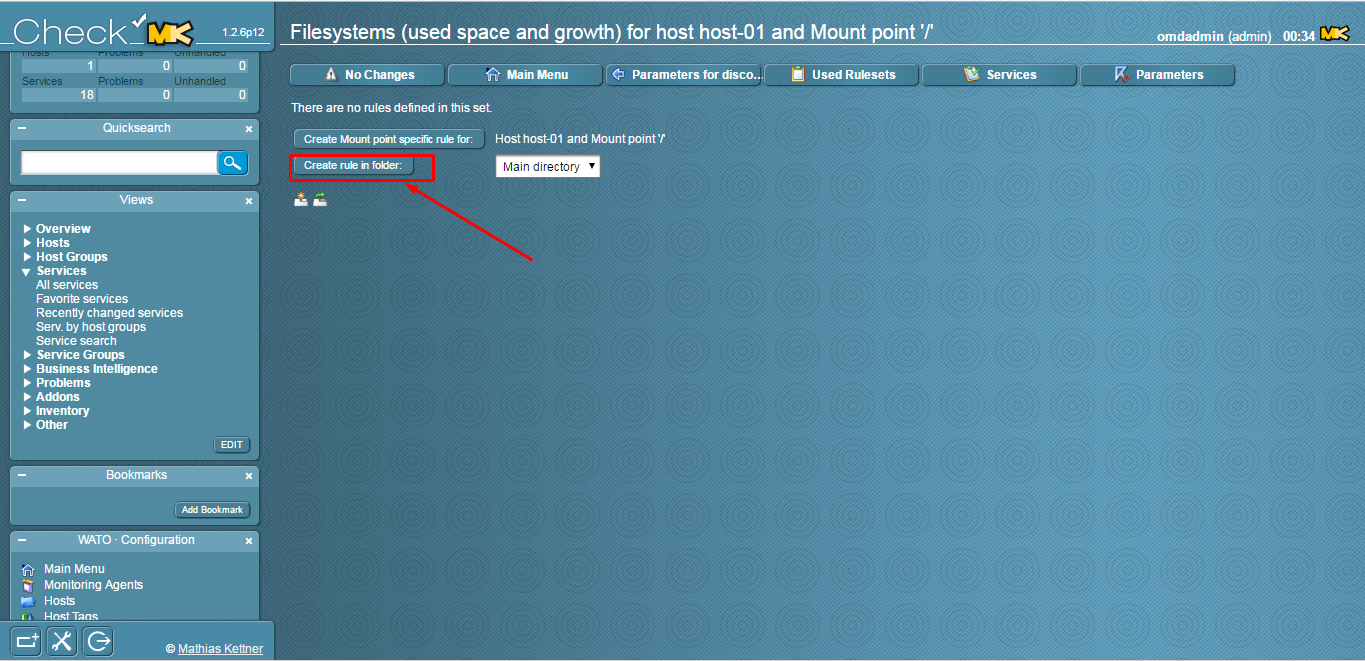 Check MK 1.2.6p12
Hosts Problems Unhandled
1 0 0
Services Problems Unhandled
18 0 0
Quicksearch
Views
Overview
Hosts
Host Groups
Services
All services
Favorite services
Recently changed services
Serv. by host groups
Service search
Service Groups
Business Intelligence
Problems
Addons
Inventory
Other
EDIT
Bookmarks
Add Bookmark
WATO · Configuration
Main Menu
Monitoring Agents
Hosts
Host Tags
© Mathias Kettner
Filesystems (used space and growth) for host host-01 and Mount point '/'
omdadmin (admin) 00:34 MK
No Changes Main Menu Parameters for disco... Used Rulesets Services Parameters
There are no rules defined in this set.
Create Mount point specific rule for: Host host-01 and Mount point '/'
Create rule in folder: Main directory